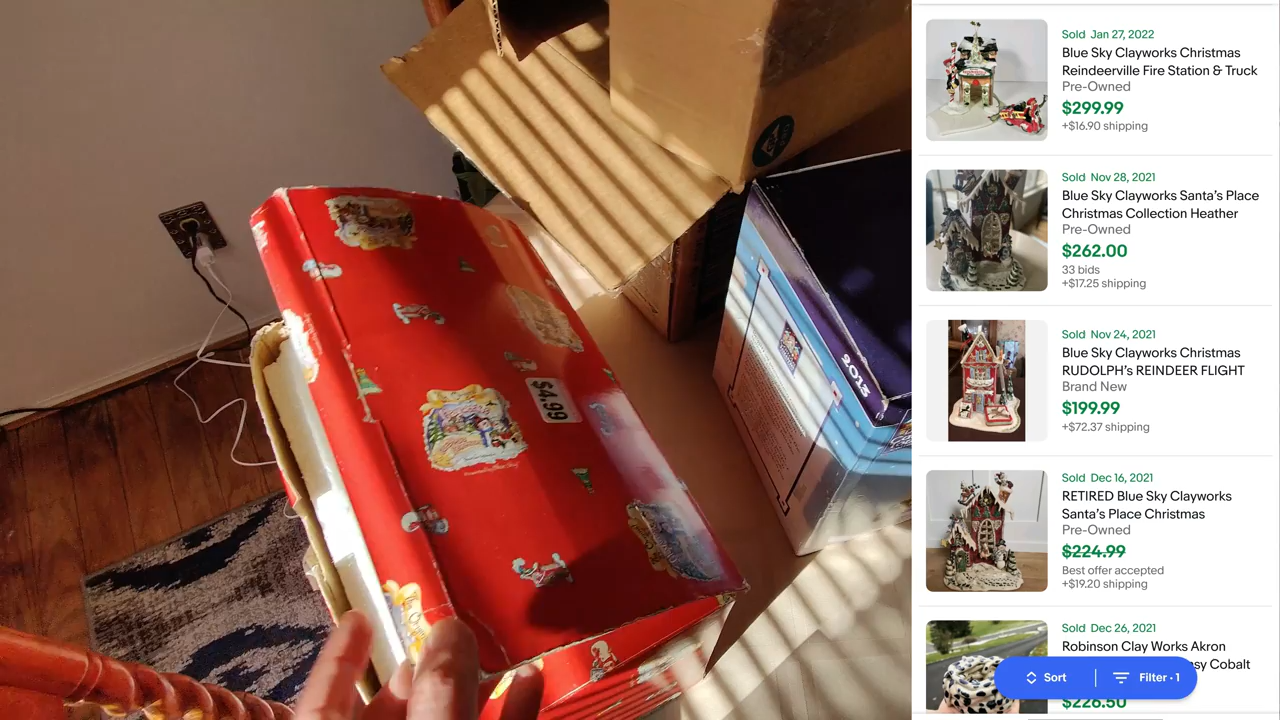 $4.99
2013
Sold Jan 27, 2022
Blue Sky Clayworks Christmas
Reindeerville Fire Station & Truck
Pre-Owned
$299.99
+$16.90 shipping
Sold Nov 28, 2021
Blue Sky Clayworks Santa’s Place
Christmas Collection Heather
Pre-Owned
$262.00
33 bids
+$17.25 shipping
Sold Nov 24, 2021
Blue Sky Clayworks Christmas
RUDOLPH’s REINDEER FLIGHT
Brand New
$199.99
+$72.37 shipping
Sold Dec 16, 2021
RETIRED Blue Sky Clayworks
Santa’s Place Christmas
Pre-Owned
$224.99
Best offer accepted
+$19.20 shipping
Sold Dec 26, 2021
Robinson Clay Works Akron
Cobalt
Sort
Filter · 1
$226.50